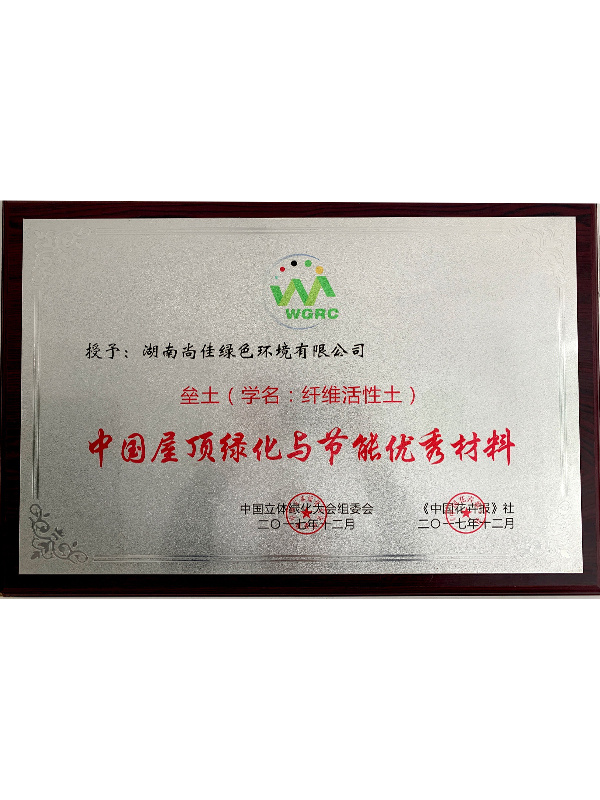 WGRC
授予：湖南尚佳绿色环境有限公司
垒土（学名：纤维活性土）
中国屋顶绿化与节能优秀材料
中国立体绿化大会组委会
二〇一七年十二月
《中国花卉报》社
二〇一七年十二月